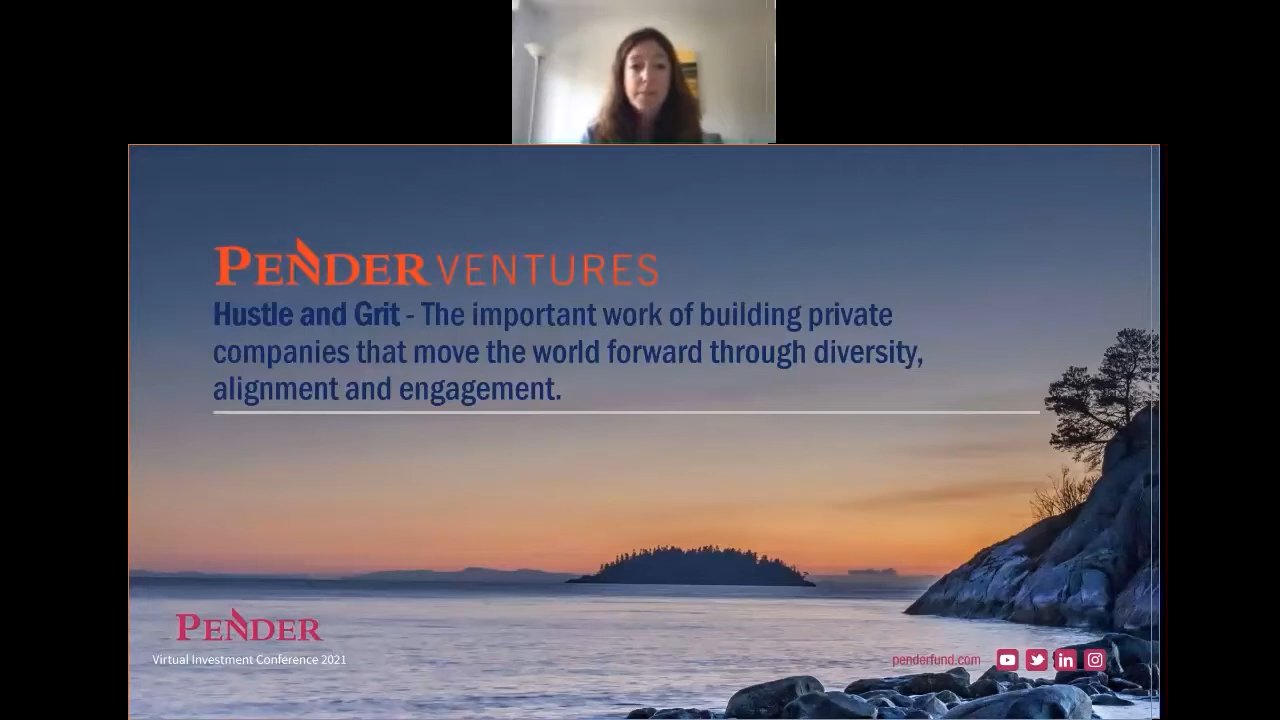 PENDER VENTURES
Hustle and Grit - The important work of building private
companies that move the world forward through diversity,
alignment and engagement.
PENDER
Virtual Investment Conference 2021
penderfund.com